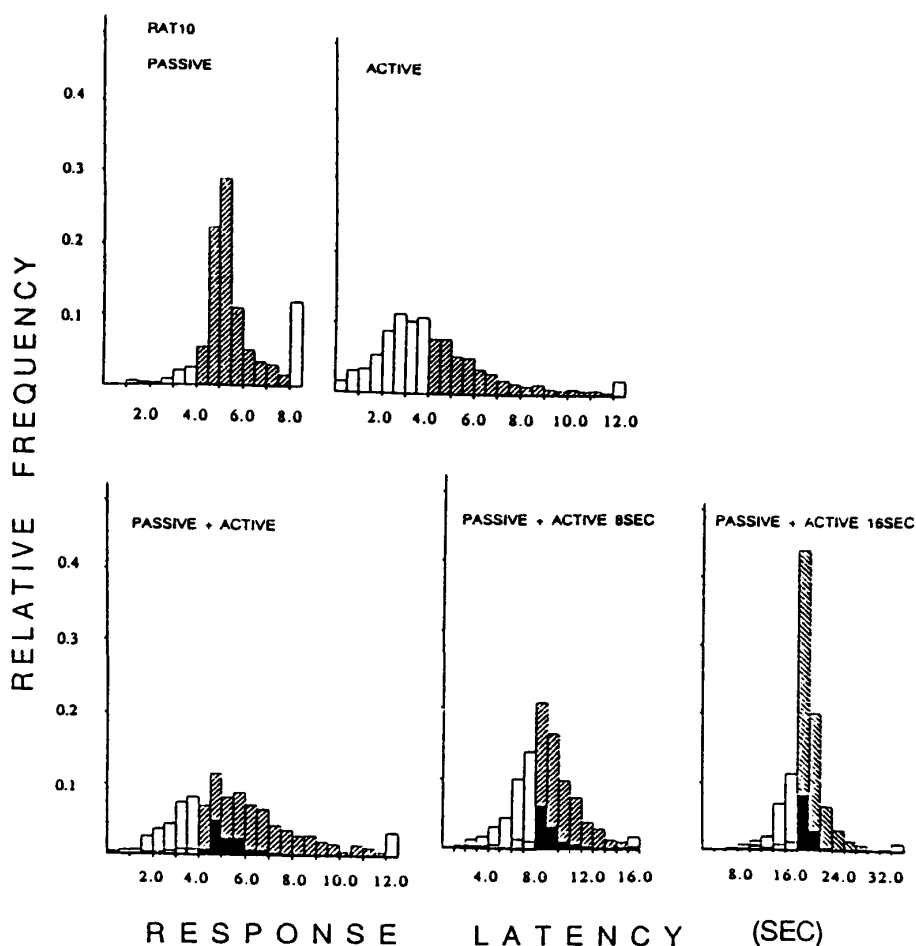 RAT10
PASSIVE
ACTIVE
0.4
0.3
0.2
0.1
2.0 4.0 6.0 8.0
2.0 4.0 6.0 8.0 10.0 12.0
RELATIVE FREQUENCY
PASSIVE + ACTIVE
PASSIVE + ACTIVE 8SEC
PASSIVE + ACTIVE 16SEC
0.4
0.3
0.2
0.1
2.0 4.0 6.0 8.0 10.0 12.0
4.0 8.0 12.0 16.0
8.0 16.0 24.0 32.0
RESPONSE LATENCY (SEC)